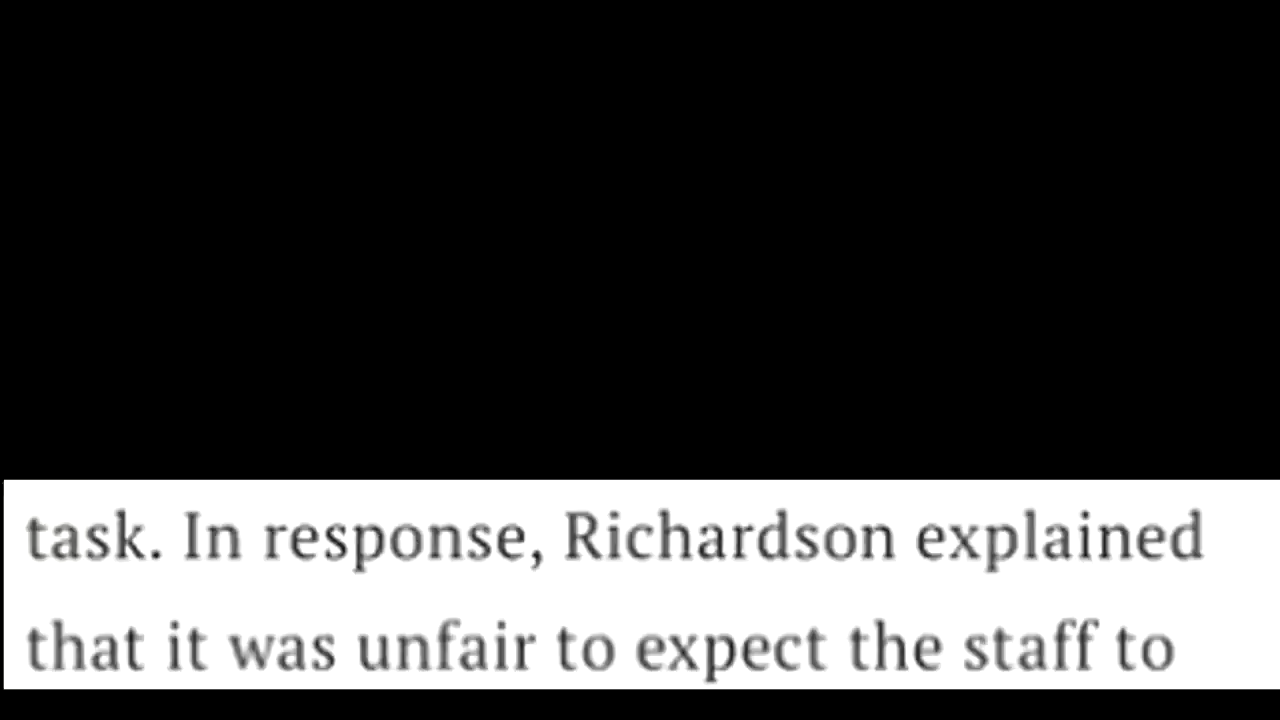 task. In response, Richardson explained
that it was unfair to expect the staff to